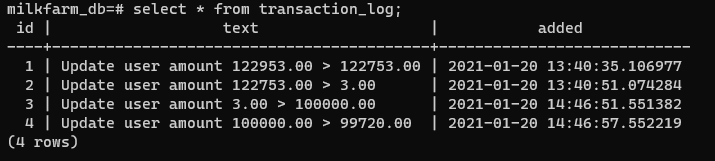 milkfarm_db=# select * from transaction_log;
 id |                   text                    |           added
----+-------------------------------------------+----------------------------
  1 | Update user amount 122953.00 > 122753.00 | 2021-01-20 13:40:35.106977
  2 | Update user amount 122753.00 > 3.00      | 2021-01-20 13:40:51.074284
  3 | Update user amount 3.00 > 100000.00      | 2021-01-20 14:46:51.551382
  4 | Update user amount 100000.00 > 99720.00  | 2021-01-20 14:46:57.552219
(4 rows)